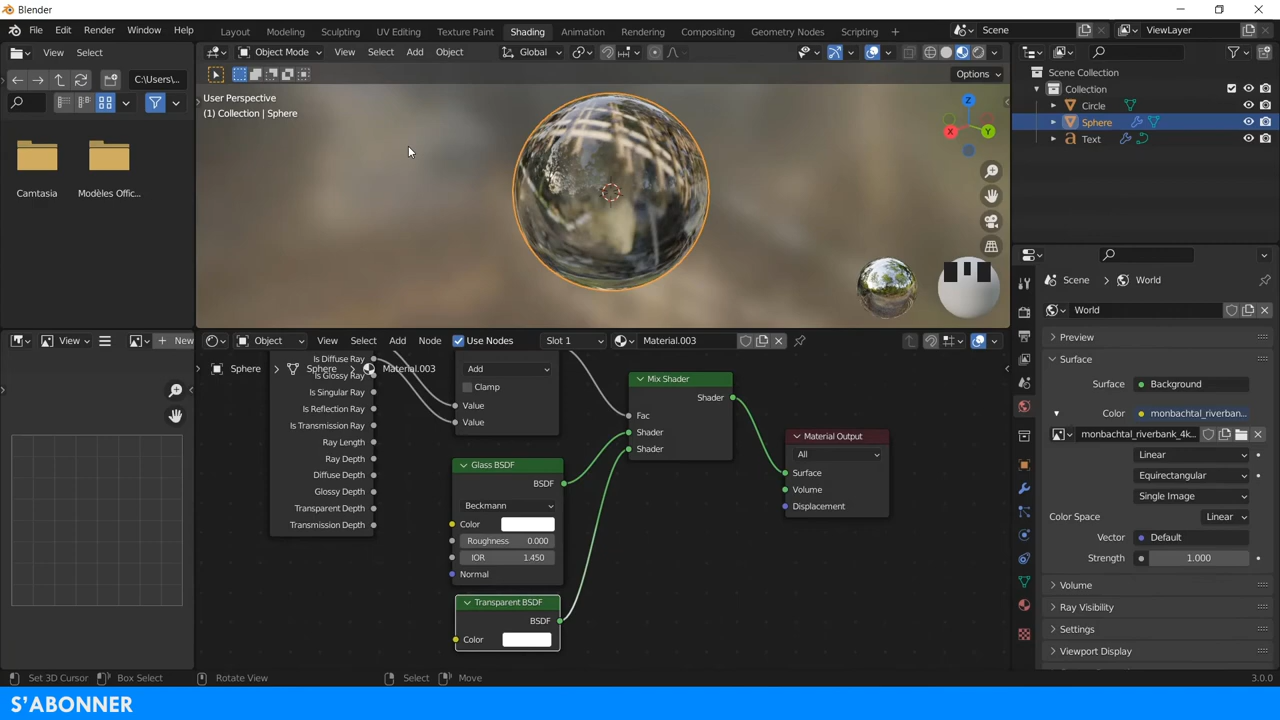 Blender
File Edit Window Help Layout Modeling Sculpting UV Editing Texture Paint Shading Animation Rendering Compositing Geometry Nodes Scripting Scene ViewLayer
View Select Object Mode View Select Add Object Global
C:\Users\... Options
User Perspective
(1) Collection | Sphere
Camtasia Modèles Offic...
Z
X Y
Scene Collection
Collection
Circle
Sphere
Text
Scene World
World
Preview
Surface
Surface Background
Color monbachtal_riverban...
monbachtal_riverbank_4k...
Linear
Equirectangular
Single Image
Color Space Linear
Vector Default
Strength 1.000
Volume
Ray Visibility
Settings
Viewport Display
View New Object View Select Add Node Use Nodes Slot 1 Material.003
Sphere Sphere Material.003
Is Diffuse Ray
Is Glossy Ray
Is Singular Ray
Is Reflection Ray
Is Transmission Ray
Ray Length
Ray Depth
Diffuse Depth
Glossy Depth
Transparent Depth
Transmission Depth
Add
Clamp
Value
Value
Glass BSDF
BSDF
Beckmann
Color
Roughness 0.000
IOR 1.450
Normal
Transparent BSDF
BSDF
Color
Mix Shader
Shader
Fac
Shader
Shader
Material Output
All
Surface
Volume
Displacement
Set 3D Cursor Box Select Rotate View Select Move 3.0.0
S'ABONNER